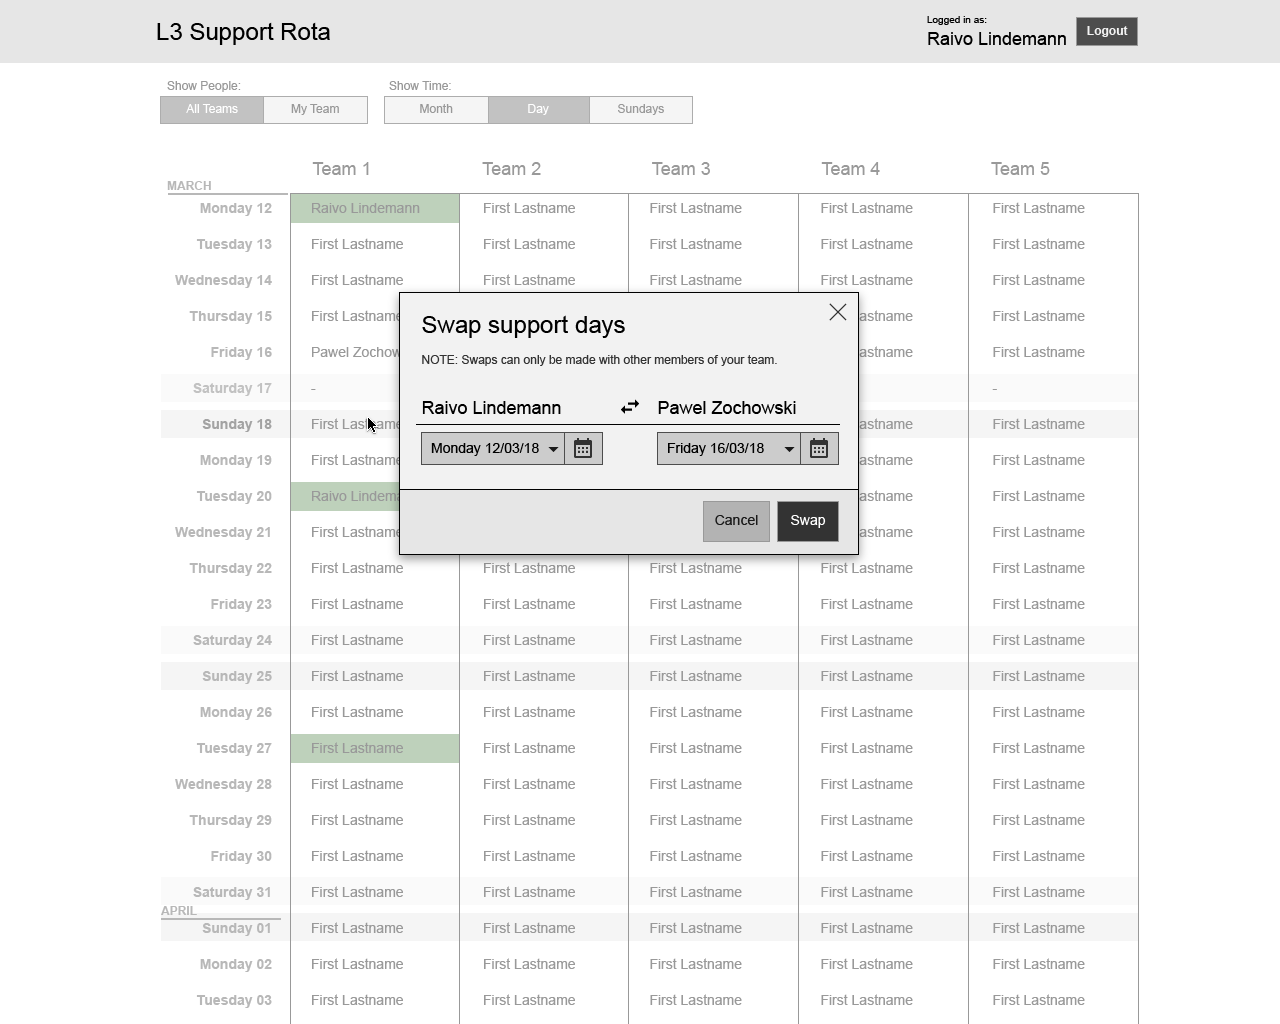 L3 Support Rota
Logged in as:
Raivo Lindemann
Logout
Show People:
Show Time:
All Teams My Team Month Day Sundays
Team 1 Team 2 Team 3 Team 4 Team 5
MARCH
Monday 12 Raivo Lindemann First Lastname First Lastname First Lastname First Lastname
Tuesday 13 First Lastname First Lastname First Lastname First Lastname First Lastname
Wednesday 14 First Lastname First Lastname First Lastname First Lastname First Lastname
Thursday 15 First Lastname astname First Lastname
Friday 16 Pawel Zochow astname First Lastname
Saturday 17 - -
Sunday 18 First Lastname astname First Lastname
Monday 19 First Lastname astname First Lastname
Tuesday 20 Raivo Lindema astname First Lastname
Wednesday 21 First Lastname astname First Lastname
Swap support days
NOTE: Swaps can only be made with other members of your team.
Raivo Lindemann Pawel Zochowski
Monday 12/03/18 Friday 16/03/18
Cancel Swap
Thursday 22 First Lastname First Lastname First Lastname First Lastname First Lastname
Friday 23 First Lastname First Lastname First Lastname First Lastname First Lastname
Saturday 24 First Lastname First Lastname First Lastname First Lastname First Lastname
Sunday 25 First Lastname First Lastname First Lastname First Lastname First Lastname
Monday 26 First Lastname First Lastname First Lastname First Lastname First Lastname
Tuesday 27 First Lastname First Lastname First Lastname First Lastname First Lastname
Wednesday 28 First Lastname First Lastname First Lastname First Lastname First Lastname
Thursday 29 First Lastname First Lastname First Lastname First Lastname First Lastname
Friday 30 First Lastname First Lastname First Lastname First Lastname First Lastname
Saturday 31 First Lastname First Lastname First Lastname First Lastname First Lastname
APRIL
Sunday 01 First Lastname First Lastname First Lastname First Lastname First Lastname
Monday 02 First Lastname First Lastname First Lastname First Lastname First Lastname
Tuesday 03 First Lastname First Lastname First Lastname First Lastname First Lastname